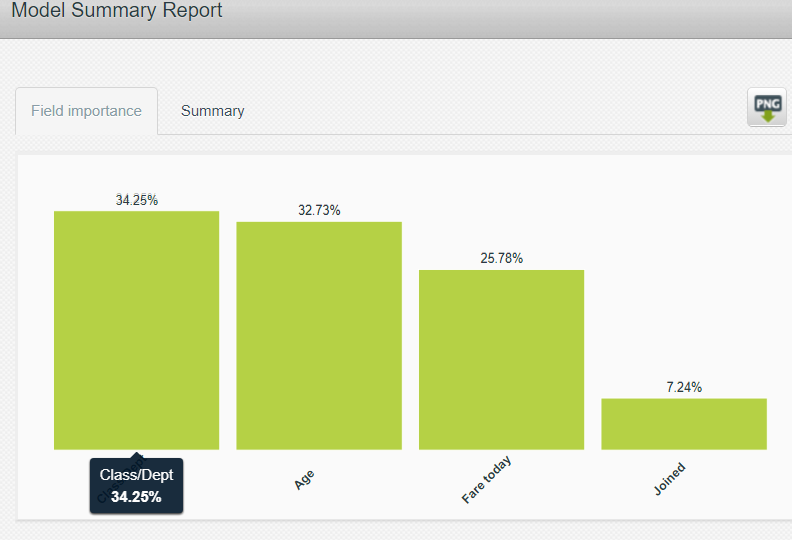 Model Summary Report
Field importance
Summary
PNG
34.25%
32.73%
25.78%
7.24%
Class/Dept
34.25%
Age
Fare today
Joined